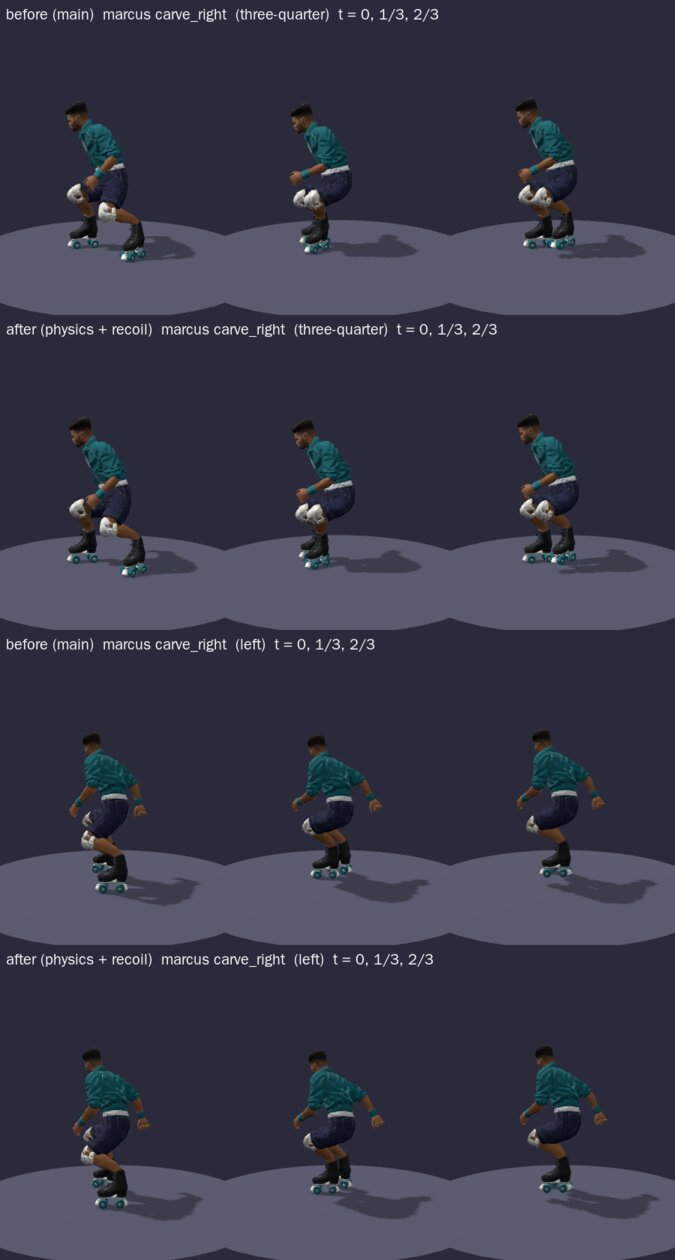 before (main)  marcus carve_right  (three-quarter)  t = 0, 1/3, 2/3
after (physics + recoil)  marcus carve_right  (three-quarter)  t = 0, 1/3, 2/3
before (main)  marcus carve_right  (left)  t = 0, 1/3, 2/3
after (physics + recoil)  marcus carve_right  (left)  t = 0, 1/3, 2/3